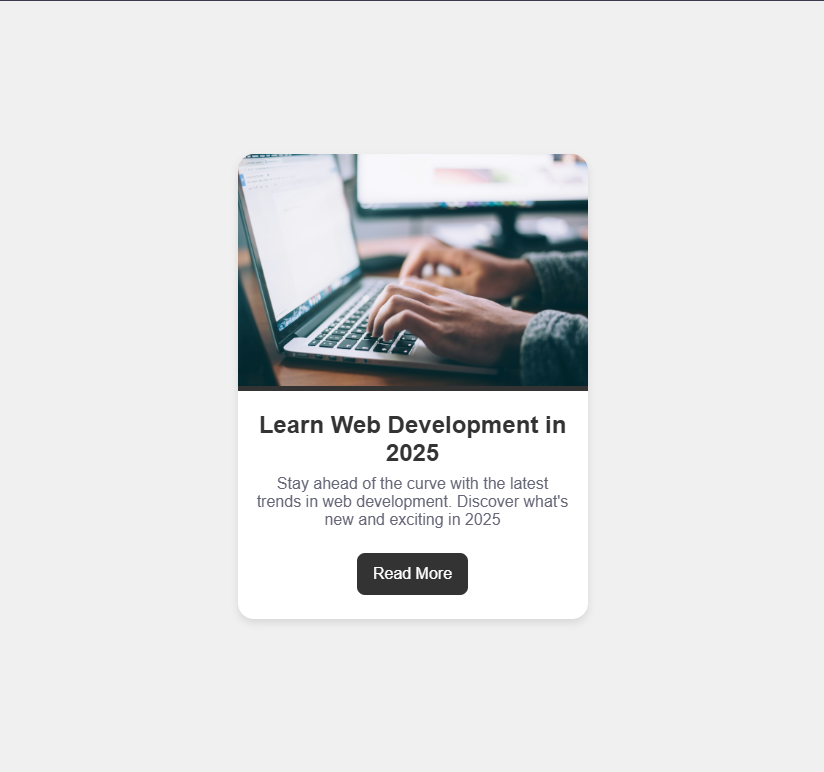 Learn Web Development in
2025
Stay ahead of the curve with the latest
trends in web development. Discover what's
new and exciting in 2025
Read More